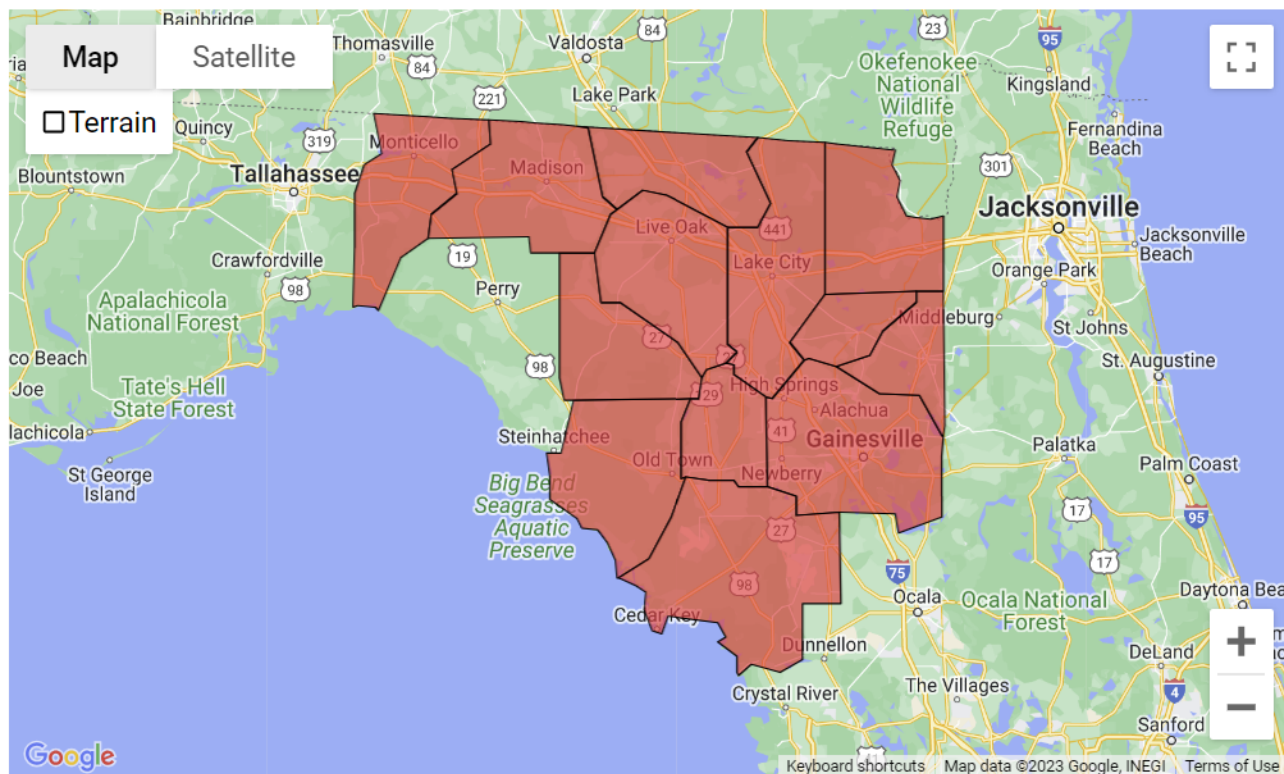 Bainbridge
Map
Satellite
Terrain
Thomasville
84
Valdosta
84
23
95
Okefenokee
National
Wildlife
Refuge
Kingsland
Lake Park
221
Quincy
319
Monticello
Fernandina
Beach
301
Blountstown
Tallahassee
Madison
Jacksonville
Live Oak
441
Jacksonville
Beach
19
Crawfordville
98
Lake City
Orange Park
Perry
Apalachicola
National Forest
Middleburg
St Johns
27
co Beach
Joe
98
St. Augustine
Tate's Hell
State Forest
High Springs
129
Alachua
41
lachicola
Steinhatchee
Gainesville
Palatka
Old Town
Newberry
Palm Coast
St George
Island
Big Bend
Seagrasses
Aquatic
Preserve
17
95
27
17
75
98
Ocala
Ocala National
Forest
Daytona Bea
Cedar Key
Dunnellon
DeLand
Crystal River
The Villages
4
Sanford
Google
41
Keyboard shortcuts
Map data ©2023 Google, INEGI
Terms of Use